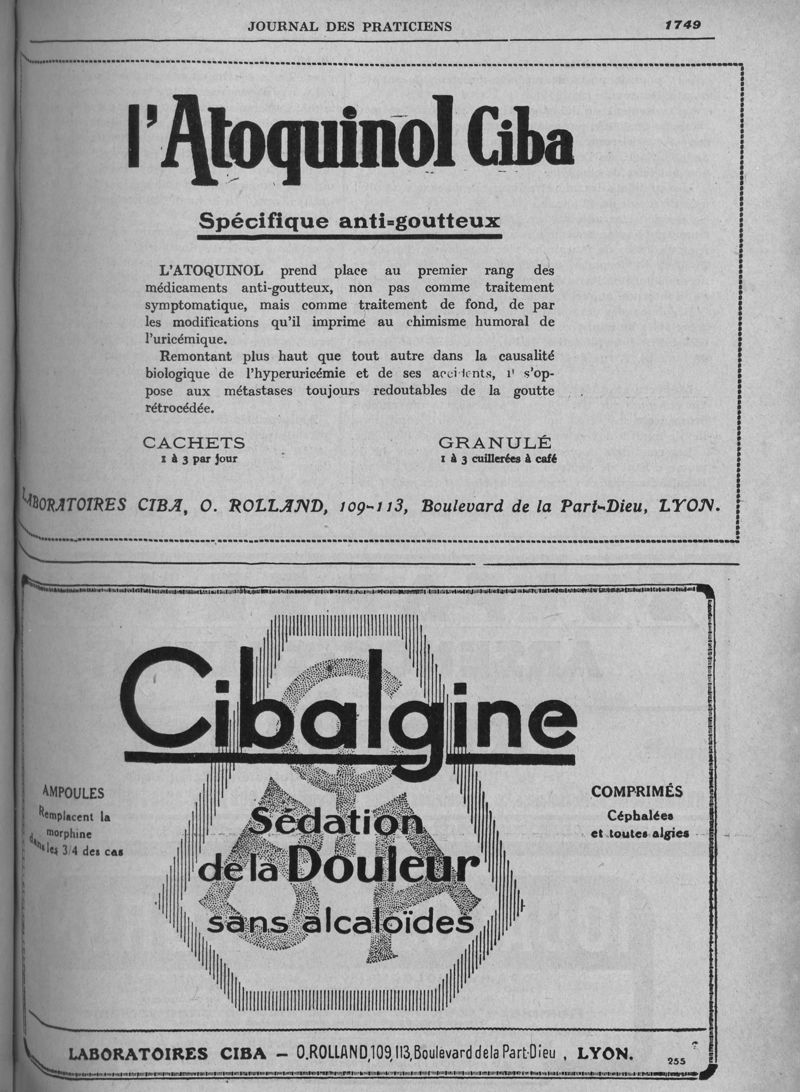 JOURNAL DES PRATICIENS 1749
l'Atoquinol Ciba
Spécifique anti-goutteux
L'ATOQUINOL prend place au premier rang des
médicaments anti-goutteux, non pas comme traitement
symptomatique, mais comme traitement de fond, de par
les modifications qu'il imprime au chimisme humoral de
l'uricémique.
Remontant plus haut que tout autre dans la causalité
biologique de l'hyperuricémie et de ses accidents, s'op-
pose aux métastases toujours redoutables de la goutte
rétrocédée.
CACHETS
1 à 3 par jour
GRANULÉ
1 à 3 cuillerées à café
LABORATOIRES CIBA, O. ROLLAND, 109-113, Boulevard de la Part-Dieu, LYON.
Cibalgine
AMPOULES
Remplacent la
morphine
dans les 3/4 des cas
COMPRIMÉS
Céphalées
et toutes algies
Sédation
de la Douleur
sans alcaloïdes
LABORATOIRES CIBA – O. ROLLAND, 109, 113, Boulevard de la Part-Dieu, LYON.
255